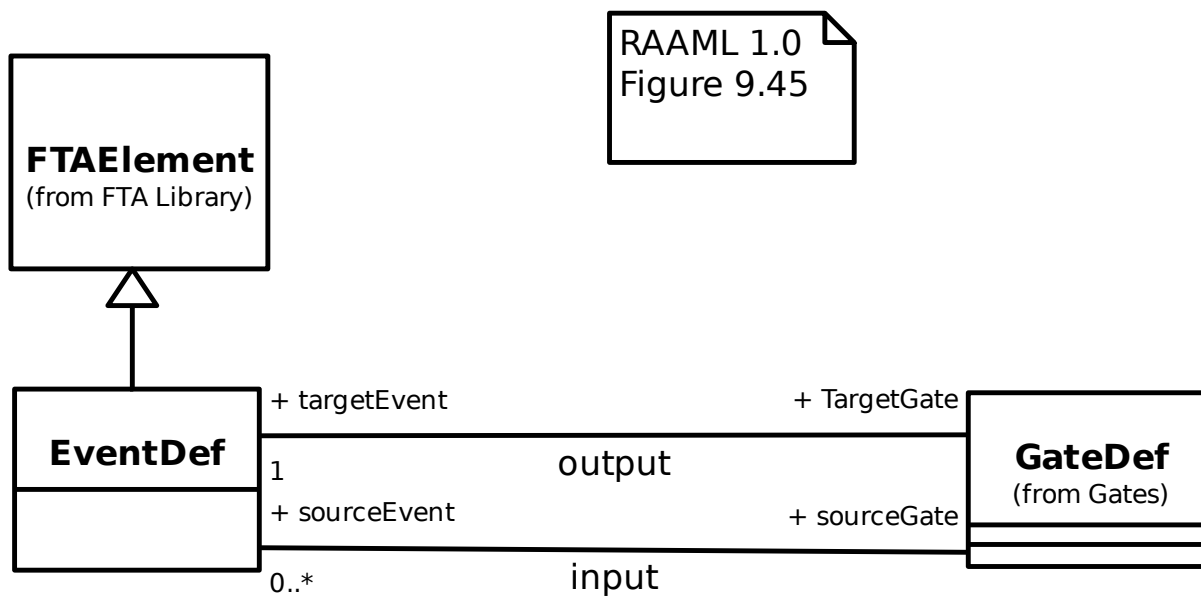 RAAML 1.0
Figure 9.45
FTAElement
(from FTA Library)
+ targetEvent
+ TargetGate
EventDef
output
GateDef
(from Gates)
1
+ sourceEvent
+ sourceGate
0..*
input